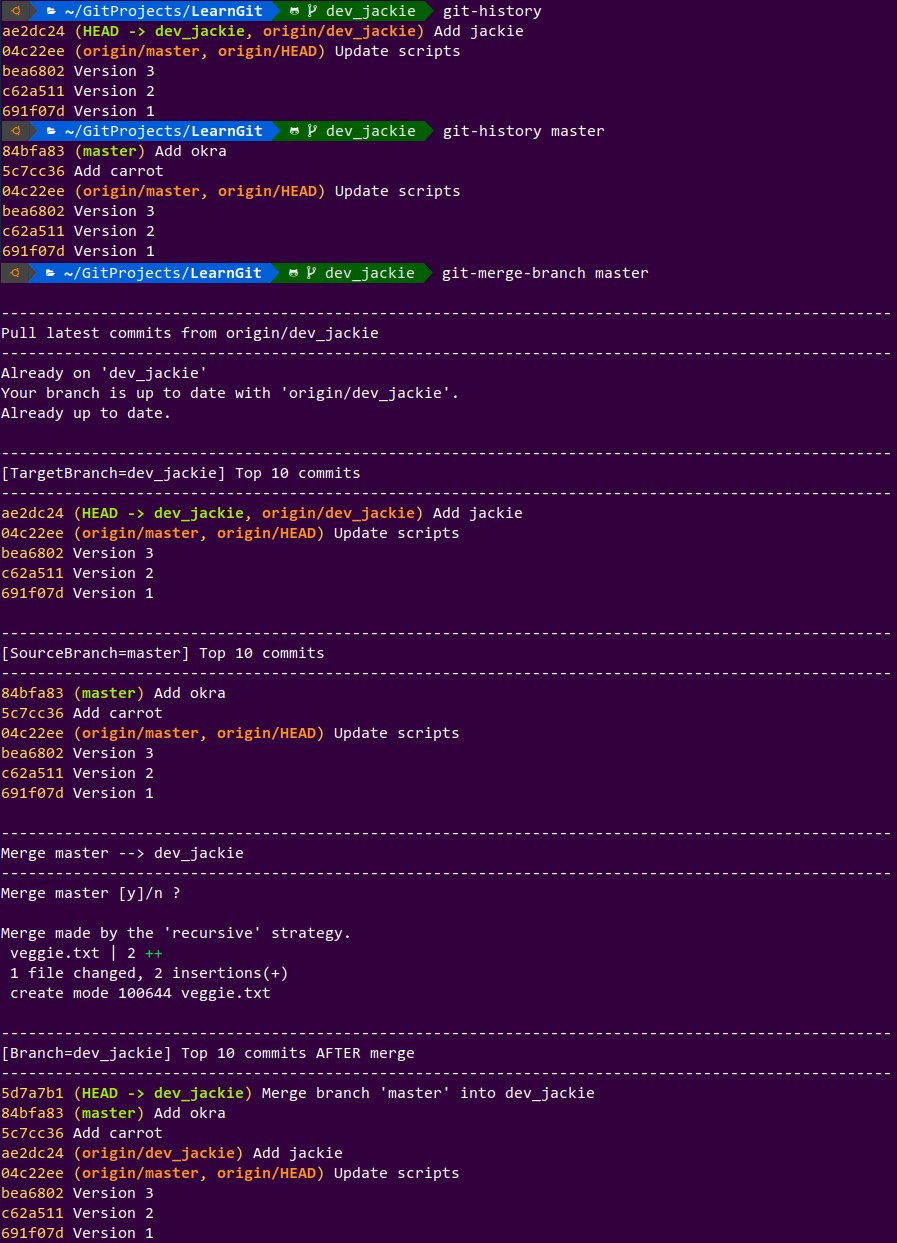 ~/GitProjects/LearnGit dev_jackie git-history
ae2dc24 (HEAD -> dev_jackie, origin/dev_jackie) Add jackie
04c22ee (origin/master, origin/HEAD) Update scripts
bea6802 Version 3
c62a511 Version 2
691f07d Version 1
~/GitProjects/LearnGit dev_jackie git-history master
84bfa83 (master) Add okra
5c7cc36 Add carrot
04c22ee (origin/master, origin/HEAD) Update scripts
bea6802 Version 3
c62a511 Version 2
691f07d Version 1
~/GitProjects/LearnGit dev_jackie git-merge-branch master
---------------------------------------------------------------------------------------------------
Pull latest commits from origin/dev_jackie
---------------------------------------------------------------------------------------------------
Already on 'dev_jackie'
Your branch is up to date with 'origin/dev_jackie'.
Already up to date.
---------------------------------------------------------------------------------------------------
[TargetBranch=dev_jackie] Top 10 commits
---------------------------------------------------------------------------------------------------
ae2dc24 (HEAD -> dev_jackie, origin/dev_jackie) Add jackie
04c22ee (origin/master, origin/HEAD) Update scripts
bea6802 Version 3
c62a511 Version 2
691f07d Version 1
---------------------------------------------------------------------------------------------------
[SourceBranch=master] Top 10 commits
---------------------------------------------------------------------------------------------------
84bfa83 (master) Add okra
5c7cc36 Add carrot
04c22ee (origin/master, origin/HEAD) Update scripts
bea6802 Version 3
c62a511 Version 2
691f07d Version 1
---------------------------------------------------------------------------------------------------
Merge master --> dev_jackie
---------------------------------------------------------------------------------------------------
Merge master [y]/n ?
Merge made by the 'recursive' strategy.
veggie.txt | 2 ++
1 file changed, 2 insertions(+)
create mode 100644 veggie.txt
---------------------------------------------------------------------------------------------------
[Branch=dev_jackie] Top 10 commits AFTER merge
---------------------------------------------------------------------------------------------------
5d7a7b1 (HEAD -> dev_jackie) Merge branch 'master' into dev_jackie
84bfa83 (master) Add okra
5c7cc36 Add carrot
ae2dc24 (origin/dev_jackie) Add jackie
04c22ee (origin/master, origin/HEAD) Update scripts
bea6802 Version 3
c62a511 Version 2
691f07d Version 1